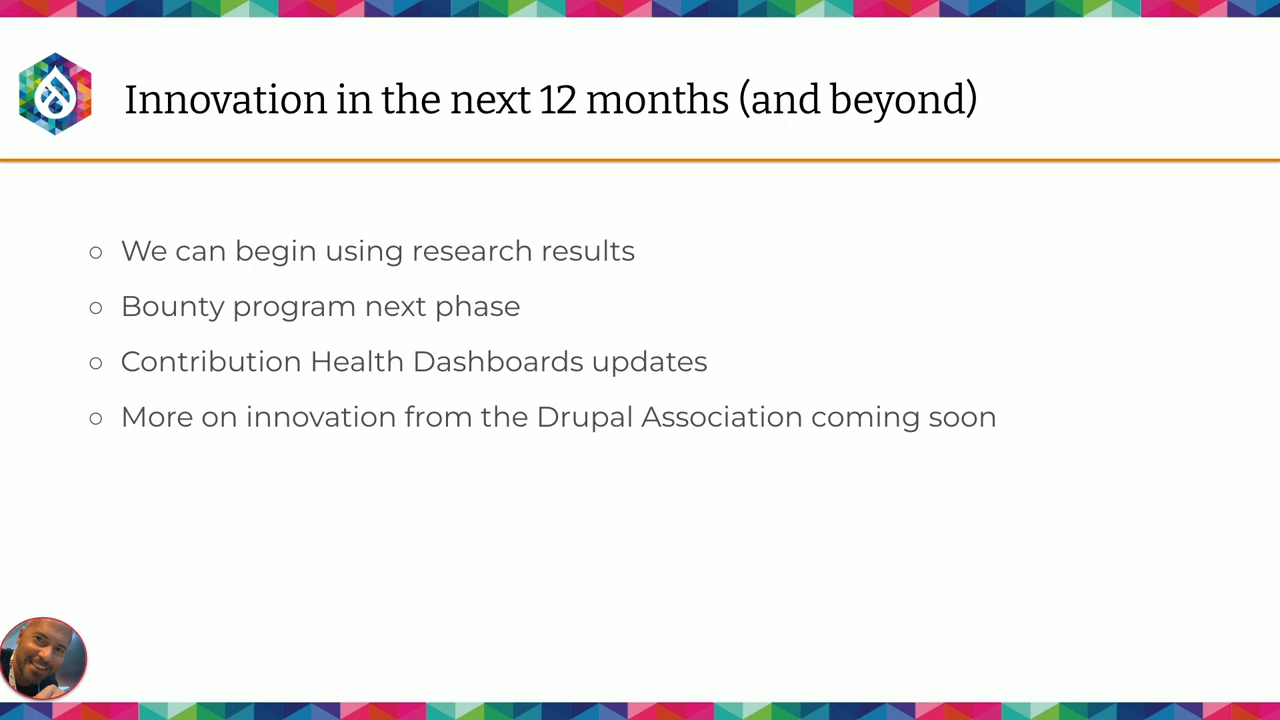 Innovation in the next 12 months (and beyond)
We can begin using research results
Bounty program next phase
Contribution Health Dashboards updates
More on innovation from the Drupal Association coming soon